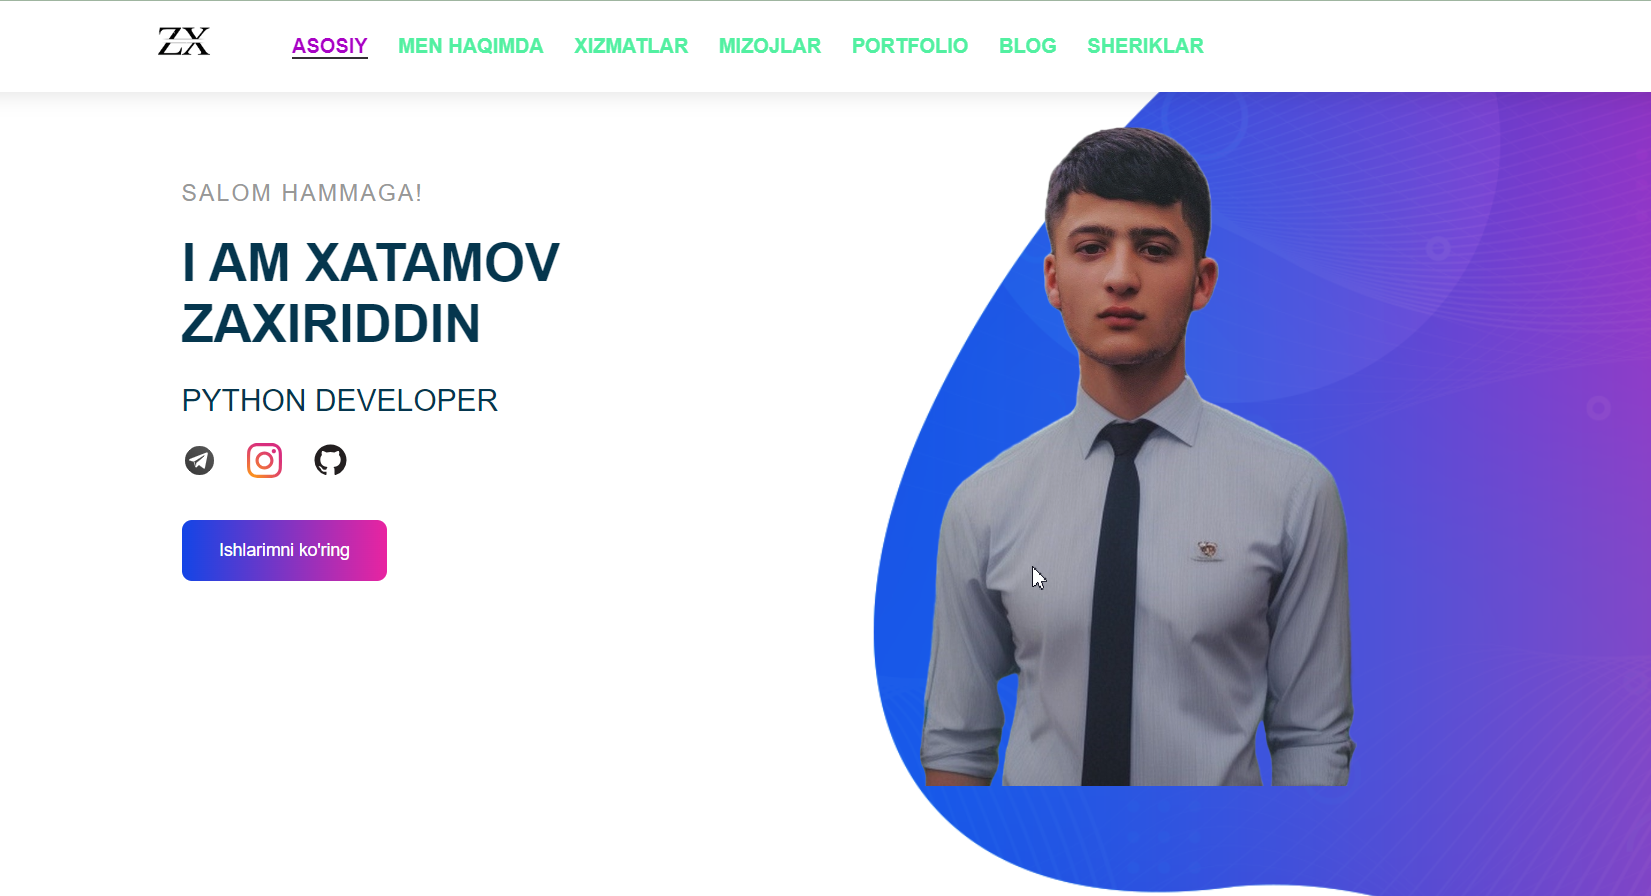 ZX
ASOSIY MEN HAQIMDA XIZMATLAR MIZOJLAR PORTFOLIO BLOG SHERIKLAR
SALOM HAMMAGA!
I AM XATAMOV
ZAXIRIDDIN
PYTHON DEVELOPER
Ishlarimni ko'ring